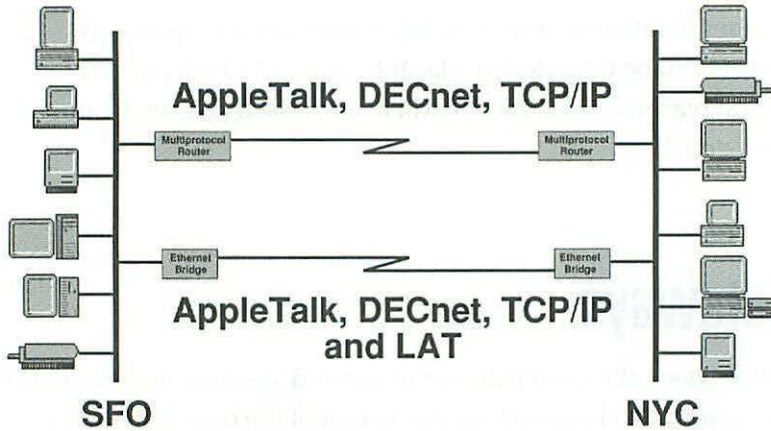 AppleTalk, DECnet, TCP/IP
Multiprotocol
Router
Multiprotocol
Router
Ethernet
Bridge
Ethernet
Bridge
AppleTalk, DECnet, TCP/IP
and LAT
SFO
NYC